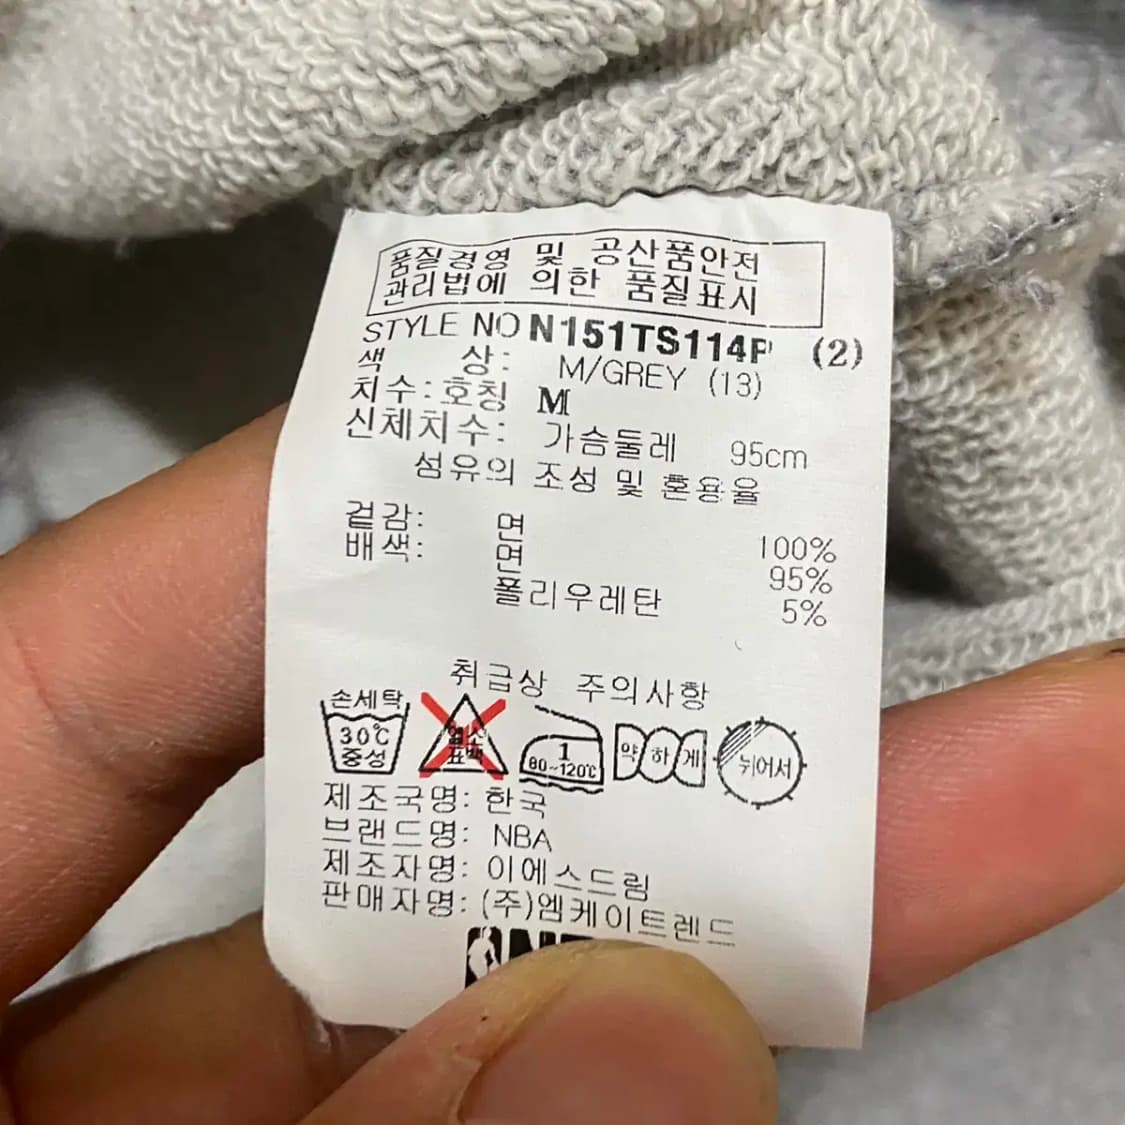 품질경영 및 공산품안전
관리법에 의한 품질표시
STYLE NO N151TS114P (2)
색 상: M/GREY (13)
치수:호칭 M
신체치수: 가슴둘레 95cm
섬유의 조성 및 혼용율
겉감: 면 100%
배색: 면 95%
폴리우레탄 5%
취급상 주의사항
손세탁
30℃
중성
염소
표백
1
80~120℃
약하게
뉘어서
제조국명: 한국
브랜드명: NBA
제조자명: 이에스드림
판매자명: (주)엠케이트렌드